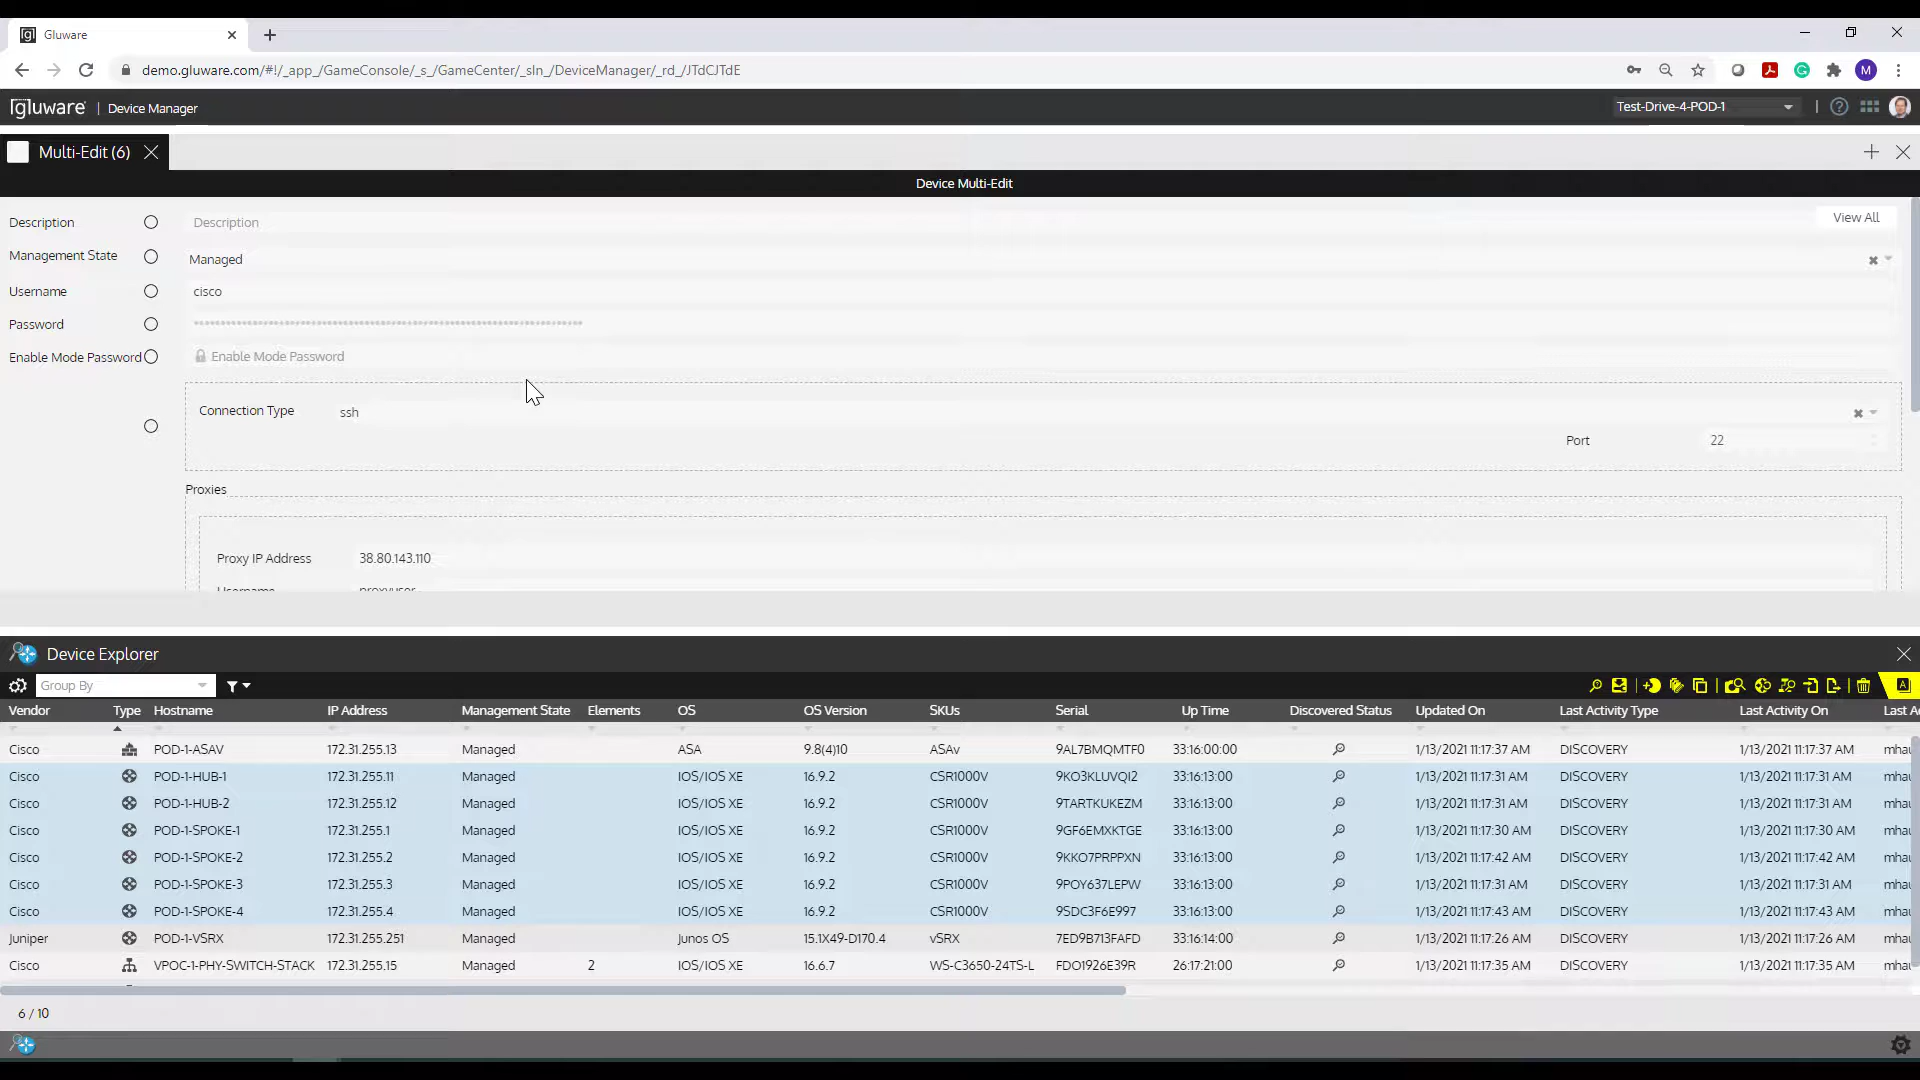 Gluware
demo.gluware.com/#!/_app_/GameConsole/_s_/GameCenter/_sln_/DeviceManager/_rd_/JTdCJTdE
M
gluware | Device Manager
Test-Drive-4-POD-1
Multi-Edit (6)
Device Multi-Edit
Description Description
View All
Management State Managed
Username cisco
Password
Enable Mode Password Enable Mode Password
Connection Type ssh
Port 22
Proxies
Proxy IP Address 38.80.143.110
Username proxyuser
Device Explorer
Group By
Vendor Type Hostname IP Address Management State Elements OS OS Version SKUs Serial Up Time Discovered Status Updated On Last Activity Type Last Activity On Last A
Cisco POD-1-ASAV 172.31.255.13 Managed ASA 9.8(4)10 ASAv 9AL7BMQMTF0 33:16:00:00 1/13/2021 11:17:37 AM DISCOVERY 1/13/2021 11:17:37 AM mhau
Cisco POD-1-HUB-1 172.31.255.11 Managed IOS/IOS XE 16.9.2 CSR1000V 9KO3KLUVQI2 33:16:13:00 1/13/2021 11:17:31 AM DISCOVERY 1/13/2021 11:17:31 AM mhau
Cisco POD-1-HUB-2 172.31.255.12 Managed IOS/IOS XE 16.9.2 CSR1000V 9TARTKUKEZM 33:16:13:00 1/13/2021 11:17:31 AM DISCOVERY 1/13/2021 11:17:31 AM mhau
Cisco POD-1-SPOKE-1 172.31.255.1 Managed IOS/IOS XE 16.9.2 CSR1000V 9GF6EMXKTGE 33:16:13:00 1/13/2021 11:17:30 AM DISCOVERY 1/13/2021 11:17:30 AM mhau
Cisco POD-1-SPOKE-2 172.31.255.2 Managed IOS/IOS XE 16.9.2 CSR1000V 9KKO7PRPPXN 33:16:13:00 1/13/2021 11:17:42 AM DISCOVERY 1/13/2021 11:17:42 AM mhau
Cisco POD-1-SPOKE-3 172.31.255.3 Managed IOS/IOS XE 16.9.2 CSR1000V 9POY637LEPW 33:16:13:00 1/13/2021 11:17:31 AM DISCOVERY 1/13/2021 11:17:31 AM mhau
Cisco POD-1-SPOKE-4 172.31.255.4 Managed IOS/IOS XE 16.9.2 CSR1000V 9SDC3F6E997 33:16:13:00 1/13/2021 11:17:43 AM DISCOVERY 1/13/2021 11:17:43 AM mhau
Juniper POD-1-VSRX 172.31.255.251 Managed Junos OS 15.1X49-D170.4 vSRX 7ED9B713FAFD 33:16:14:00 1/13/2021 11:17:26 AM DISCOVERY 1/13/2021 11:17:26 AM mhau
Cisco VPOC-1-PHY-SWITCH-STACK 172.31.255.15 Managed 2 IOS/IOS XE 16.6.7 WS-C3650-24TS-L FDO1926E39R 26:17:21:00 1/13/2021 11:17:35 AM DISCOVERY 1/13/2021 11:17:35 AM mhau
6 / 10